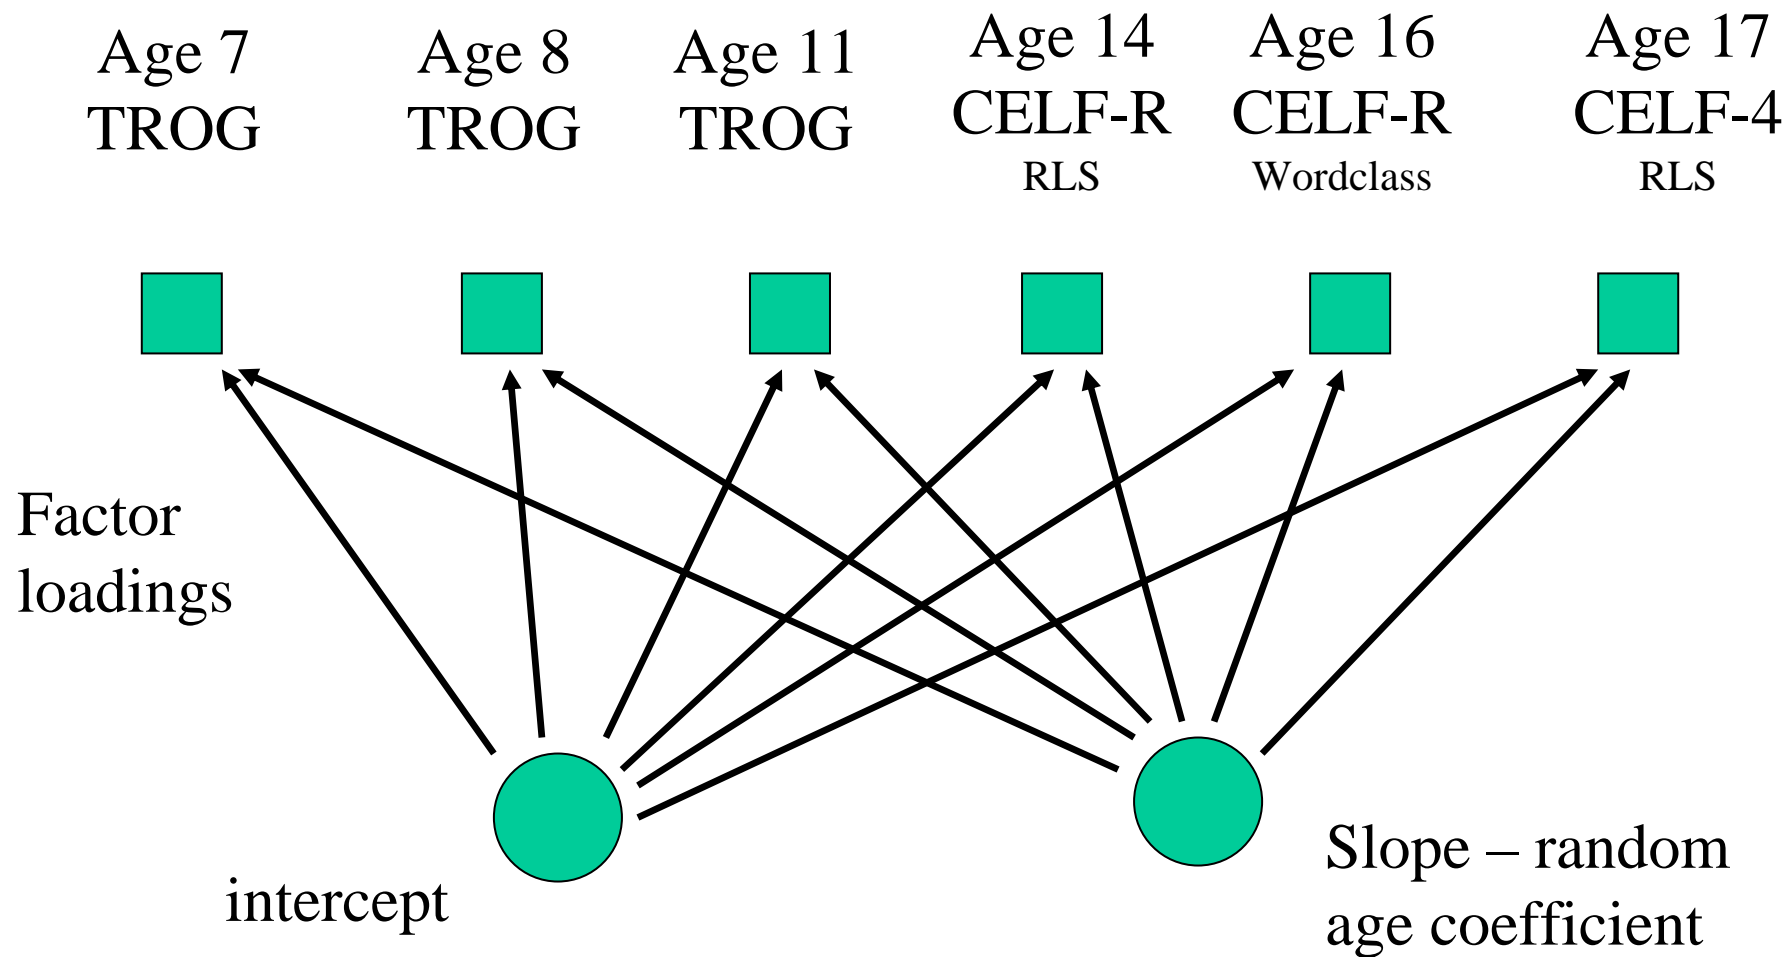 Age 7
TROG
Age 8
TROG
Age 11
TROG
Age 14
CELF-R
RLS
Age 16
CELF-R
Wordclass
Age 17
CELF-4
RLS
Factor
loadings
intercept
Slope – random
age coefficient